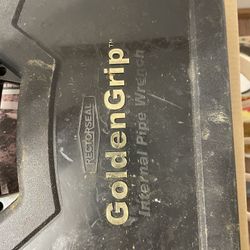 RECTORSEAL
GoldenGrip™
Internal Pipe Wrench